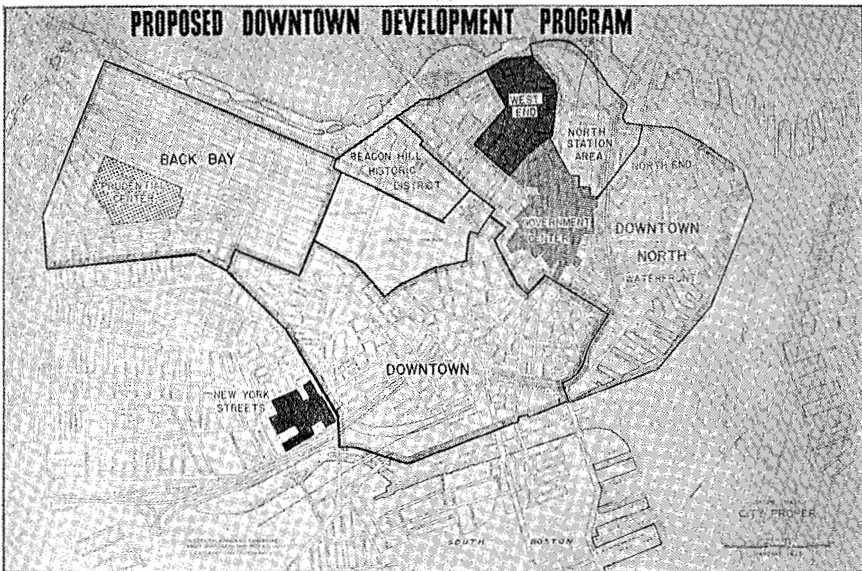 PROPOSED DOWNTOWN DEVELOPMENT PROGRAM
WEST
END
NORTH
STATION
AREA
BACK BAY
BEACON HILL
HISTORIC
DISTRICT
NORTH END
PRUDENTIAL
CENTER
GOVERNMENT
CENTER
DOWNTOWN
NORTH
WATERFRONT
DOWNTOWN
NEW YORK
STREETS
CITY PROPER
SOUTH BOSTON